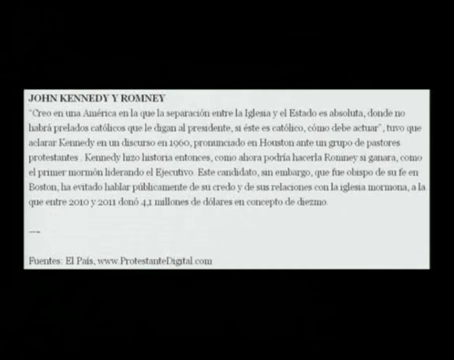 JOHN KENNEDY Y ROMNEY
"Creo en una América en la que la separación entre la Iglesia y el Estado es absoluta, donde no
habrá prelados católicos que le digan al presidente, si éste es católico, cómo debe actuar", tuvo que
aclarar Kennedy en un discurso en 1960, pronunciado en Houston ante un grupo de pastores
protestantes . Kennedy hizo historia entonces, como ahora podría hacerla Romney si ganara, como
el primer mormón liderando el Ejecutivo. Este candidato, sin embargo, que fue obispo de su fe en
Boston, ha evitado hablar públicamente de su credo y de sus relaciones con la iglesia mormona, a la
que entre 2010 y 2011 donó 4,1 millones de dólares en concepto de diezmo.
----
Fuentes: El País, www.ProtestanteDigital.com